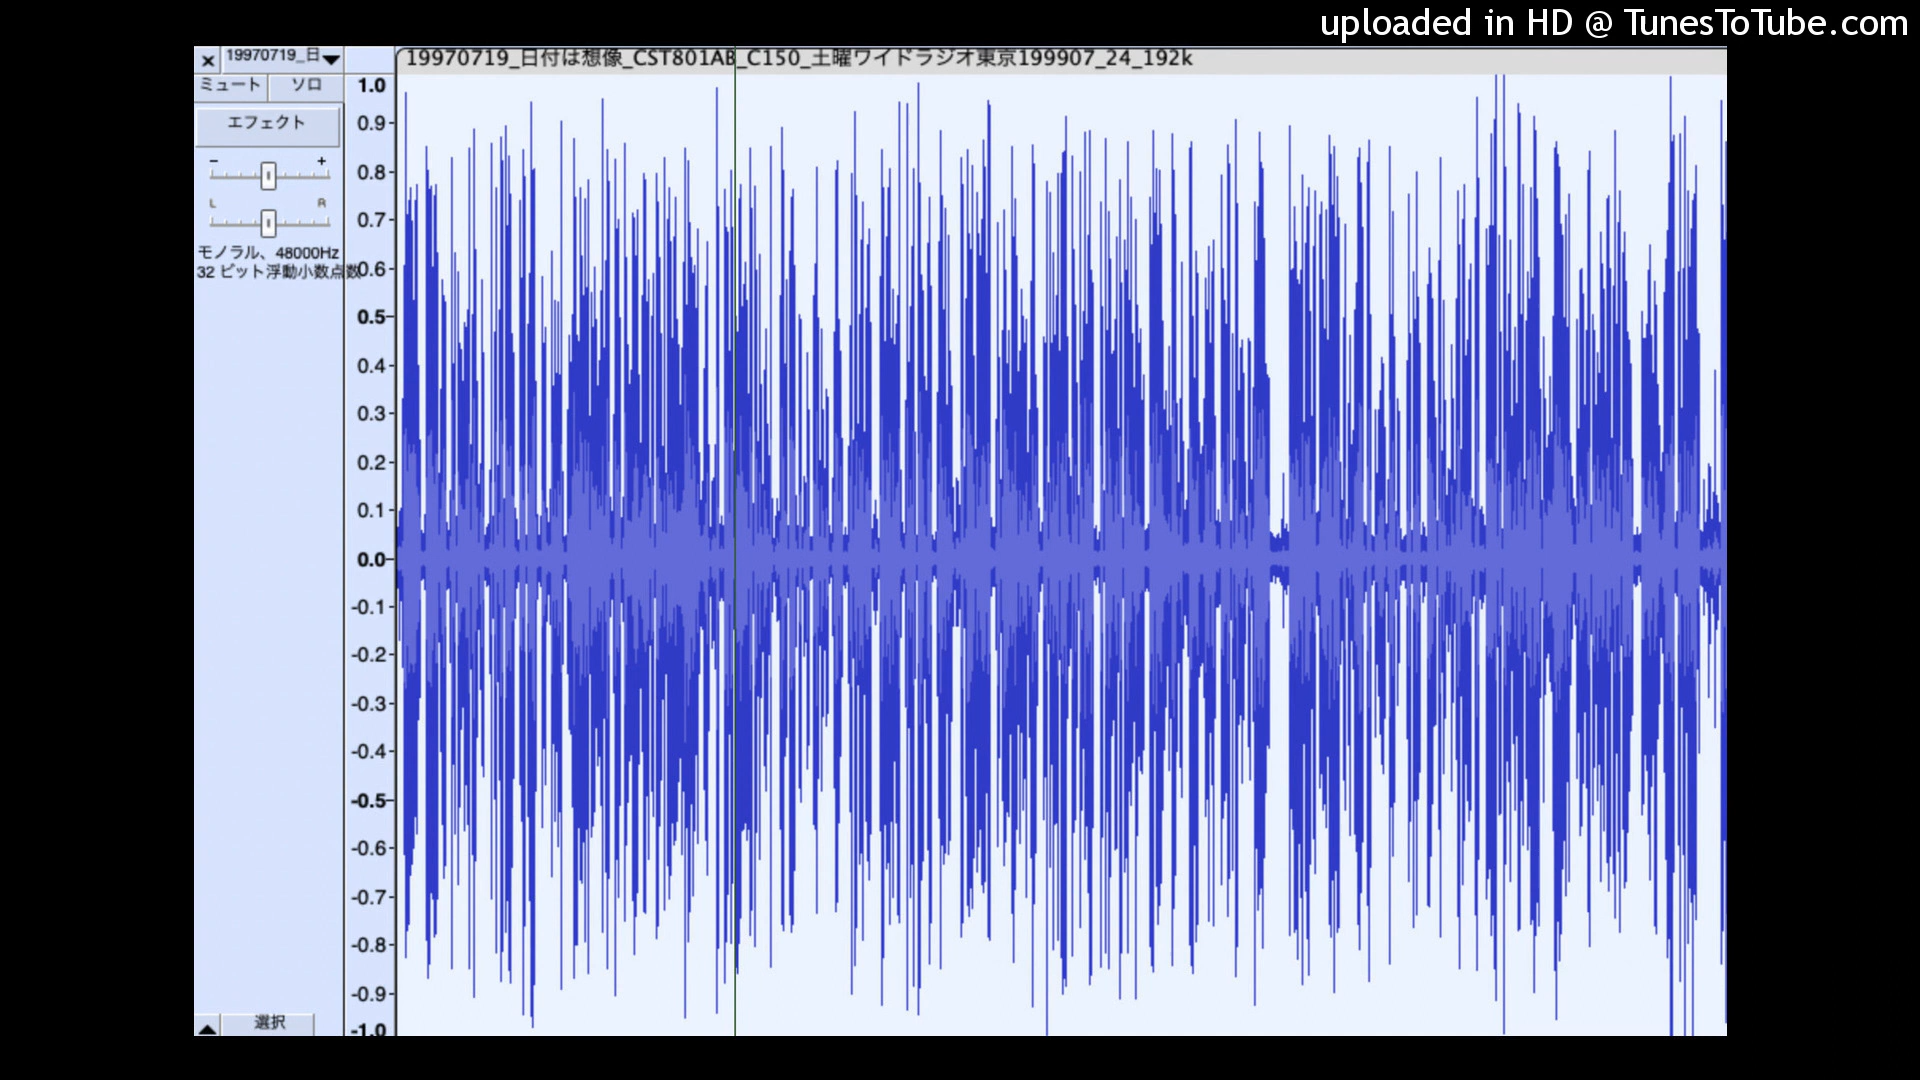 uploaded in HD @ TunesToTube.com
19970719_日
19970719_日付は想像_CST801AB_C150_土曜ワイドラジオ東京199907_24_192k
ミュート ソロ
エフェクト
- +
L R
モノラル、48000Hz
32 ビット浮動小数点数
選択
1.0
0.9
0.8
0.7
0.6
0.5
0.4
0.3
0.2
0.1
0.0
-0.1
-0.2
-0.3
-0.4
-0.5
-0.6
-0.7
-0.8
-0.9
-1.0